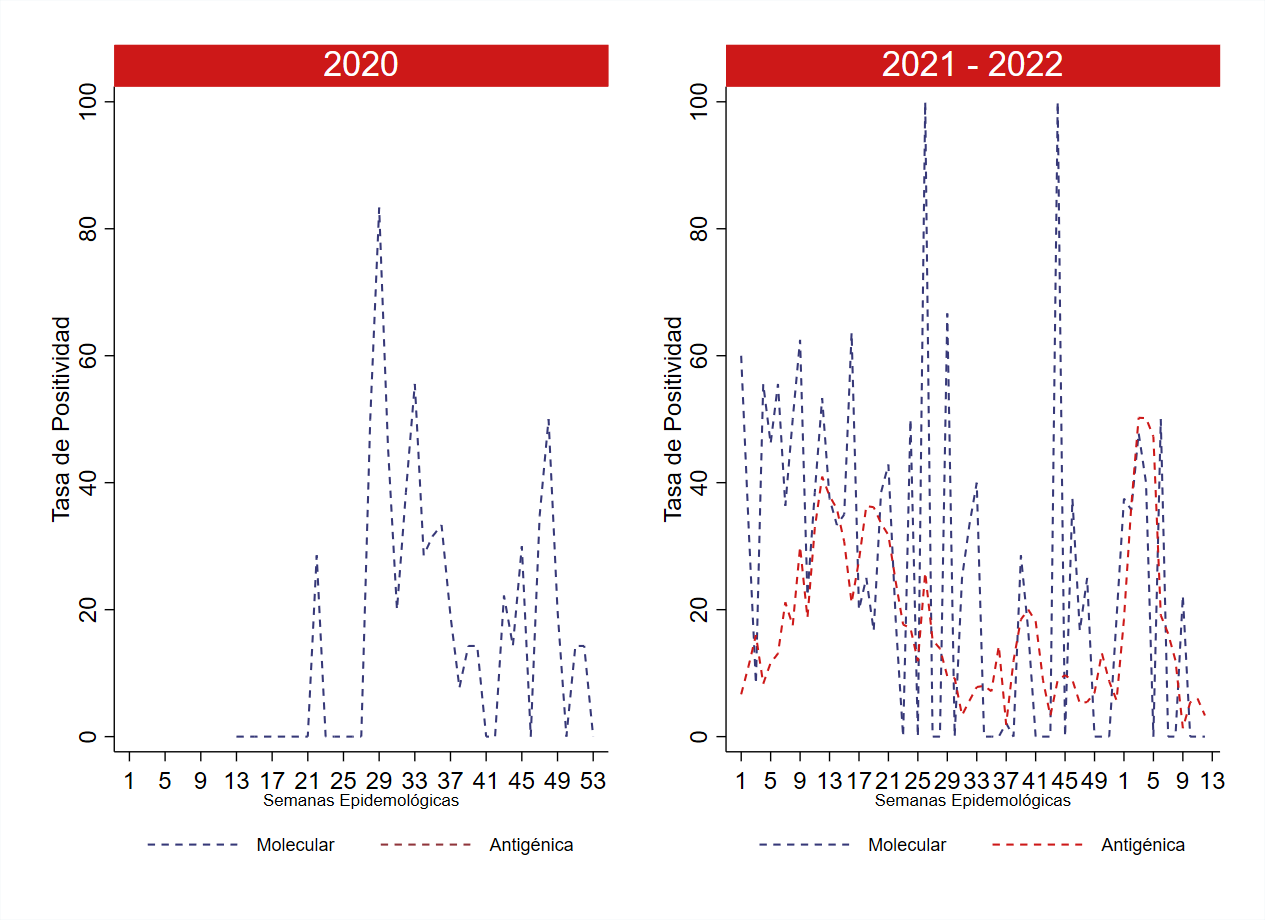 2020
Tasa de Positividad
100
80
60
40
20
0
1 5 9 13 17 21 25 29 33 37 41 45 49 53
Semanas Epidemológicas
Molecular Antigénica
2021 - 2022
Tasa de Positividad
100
80
60
40
20
0
1 5 9 13 17 21 25 29 33 37 41 45 49 1 5 9 13
Semanas Epidemológicas
Molecular Antigénica